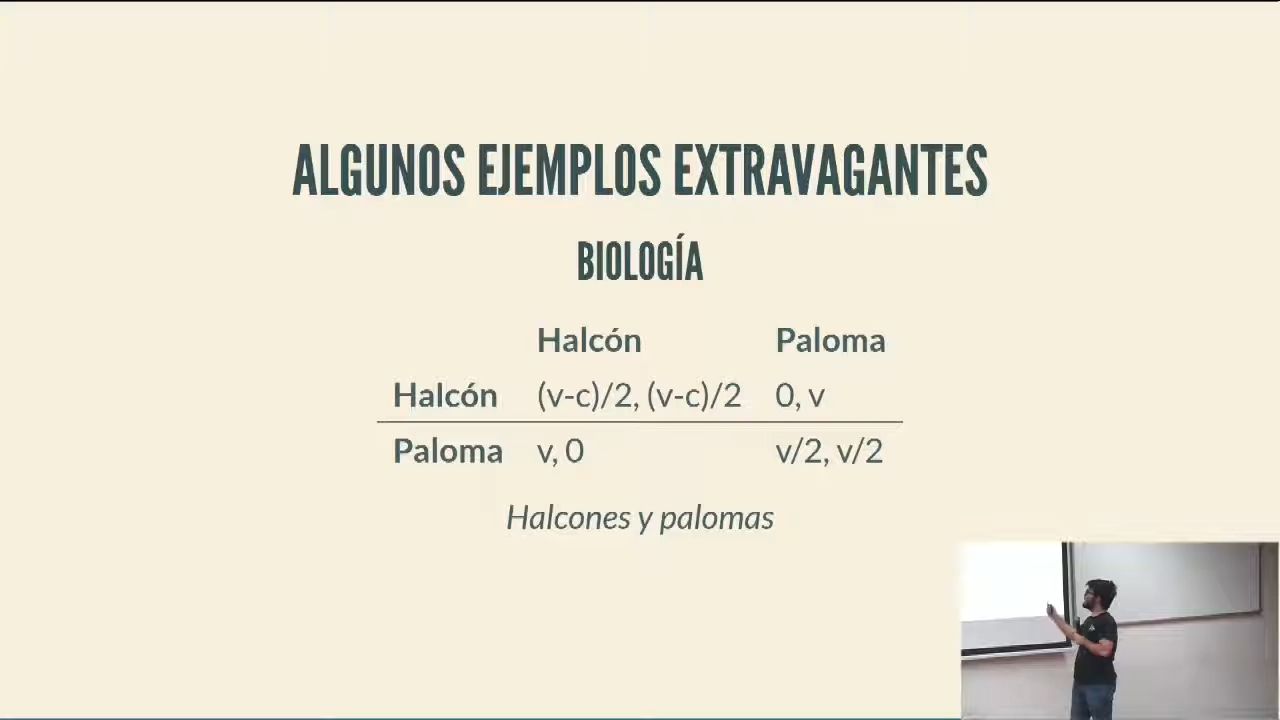 ALGUNOS EJEMPLOS EXTRAVAGANTES
BIOLOGÍA
Halcón Paloma
Halcón (v-c)/2, (v-c)/2 0, v
Paloma v, 0 v/2, v/2
Halcones y palomas